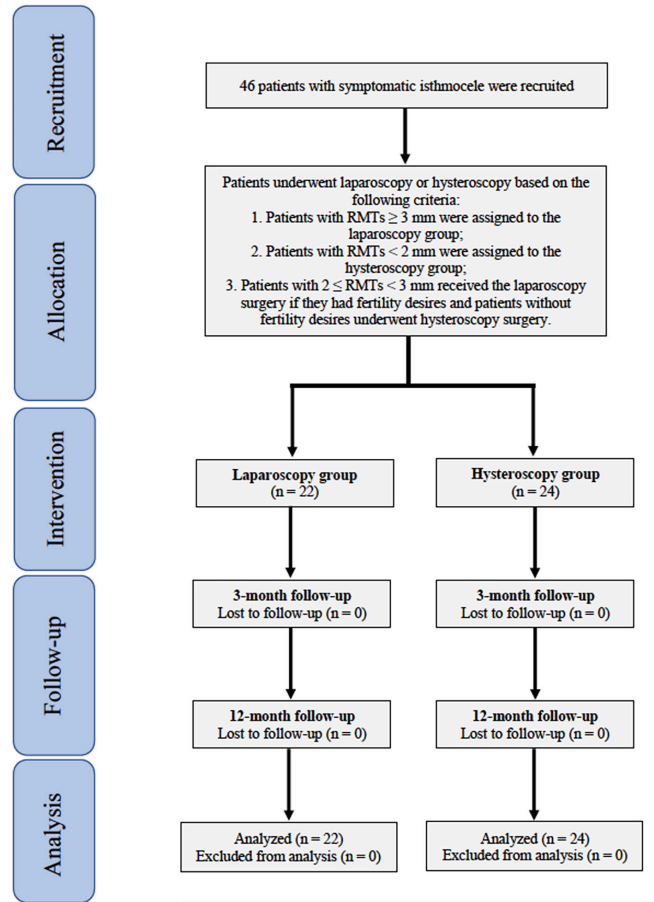 Recruitment
46 patients with symptomatic isthmocele were recruited
Allocation
Patients underwent laparoscopy or hysteroscopy based on the
following criteria:
1. Patients with RMTs ≥ 3 mm were assigned to the
laparoscopy group;
2. Patients with RMTs < 2 mm were assigned to the
hysteroscopy group;
3. Patients with 2 ≤ RMTs < 3 mm received the laparoscopy
surgery if they had fertility desires and patients without
fertility desires underwent hysteroscopy surgery.
Intervention
Laparoscopy group
(n = 22)
Hysteroscopy group
(n = 24)
Follow-up
3-month follow-up
Lost to follow-up (n = 0)
3-month follow-up
Lost to follow-up (n = 0)
12-month follow-up
Lost to follow-up (n = 0)
12-month follow-up
Lost to follow-up (n = 0)
Analysis
Analyzed (n = 22)
Excluded from analysis (n = 0)
Analyzed (n = 24)
Excluded from analysis (n = 0)